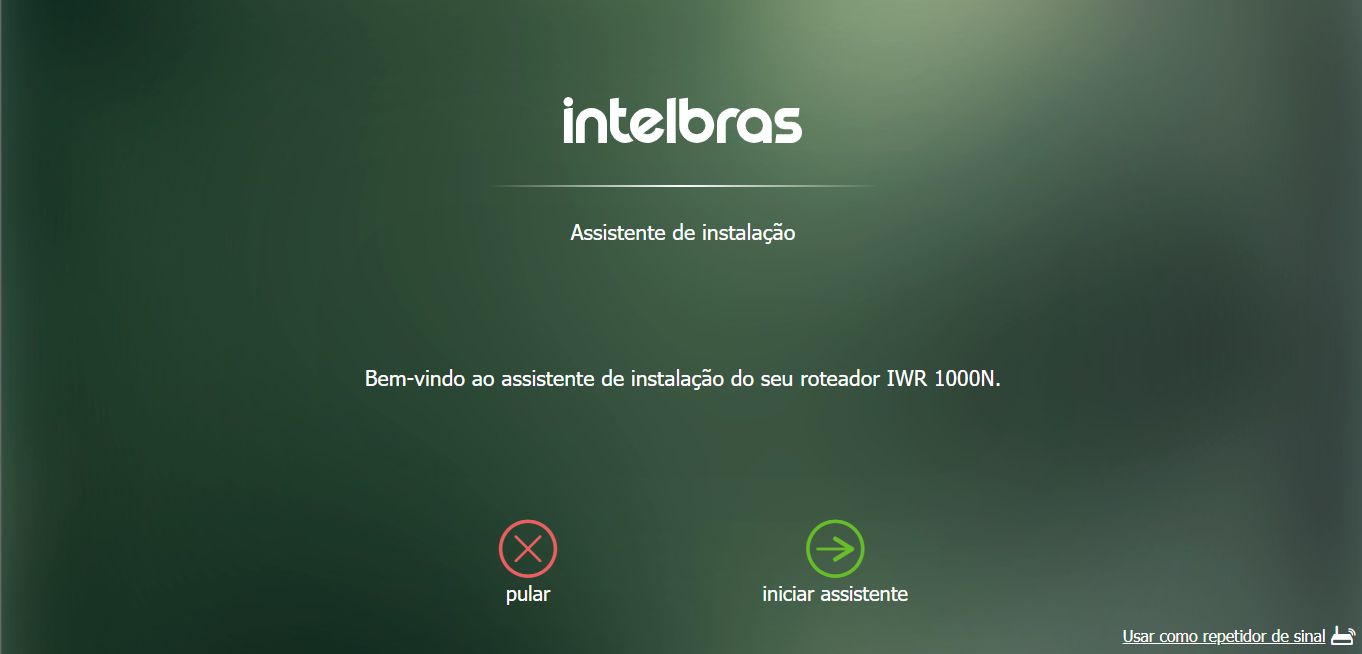 intelbras
Assistente de instalação
Bem-vindo ao assistente de instalação do seu roteador IWR 1000N.
pular
iniciar assistente
Usar como repetidor de sinal